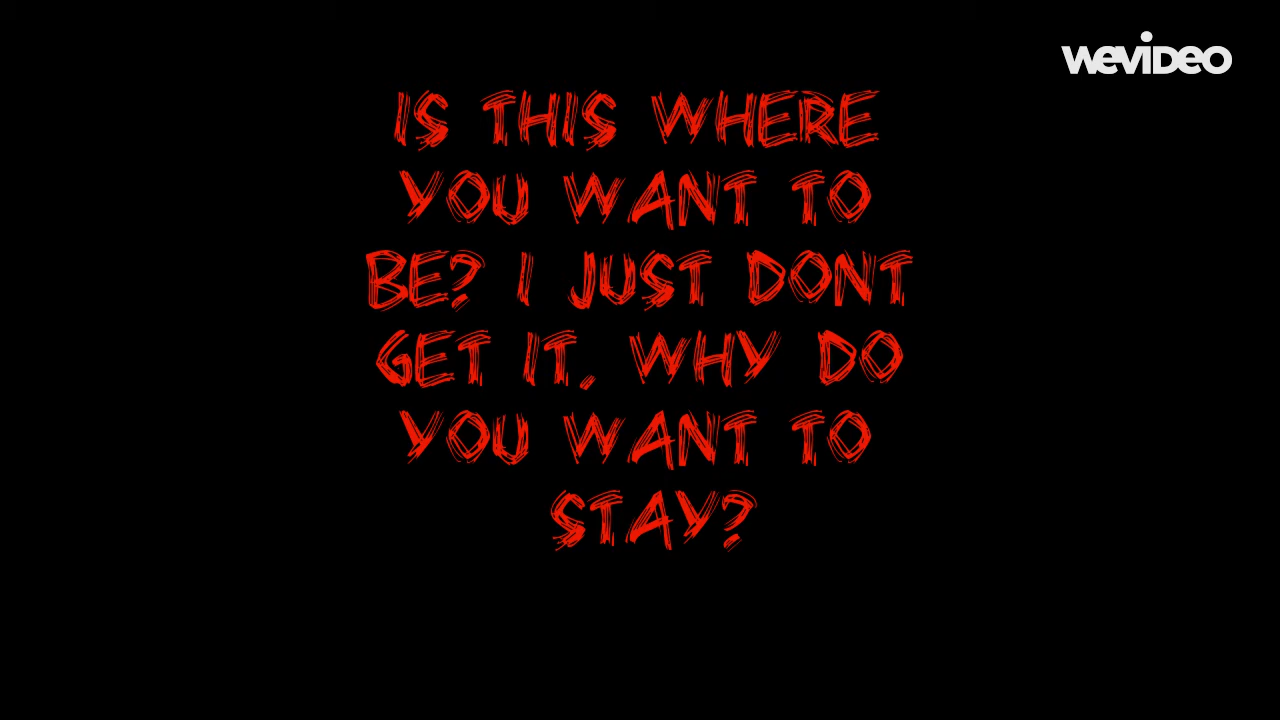 wevideo
IS THIS WHERE
YOU WANT TO
BE? I JUST DONT
GET IT, WHY DO
YOU WANT TO
STAY?